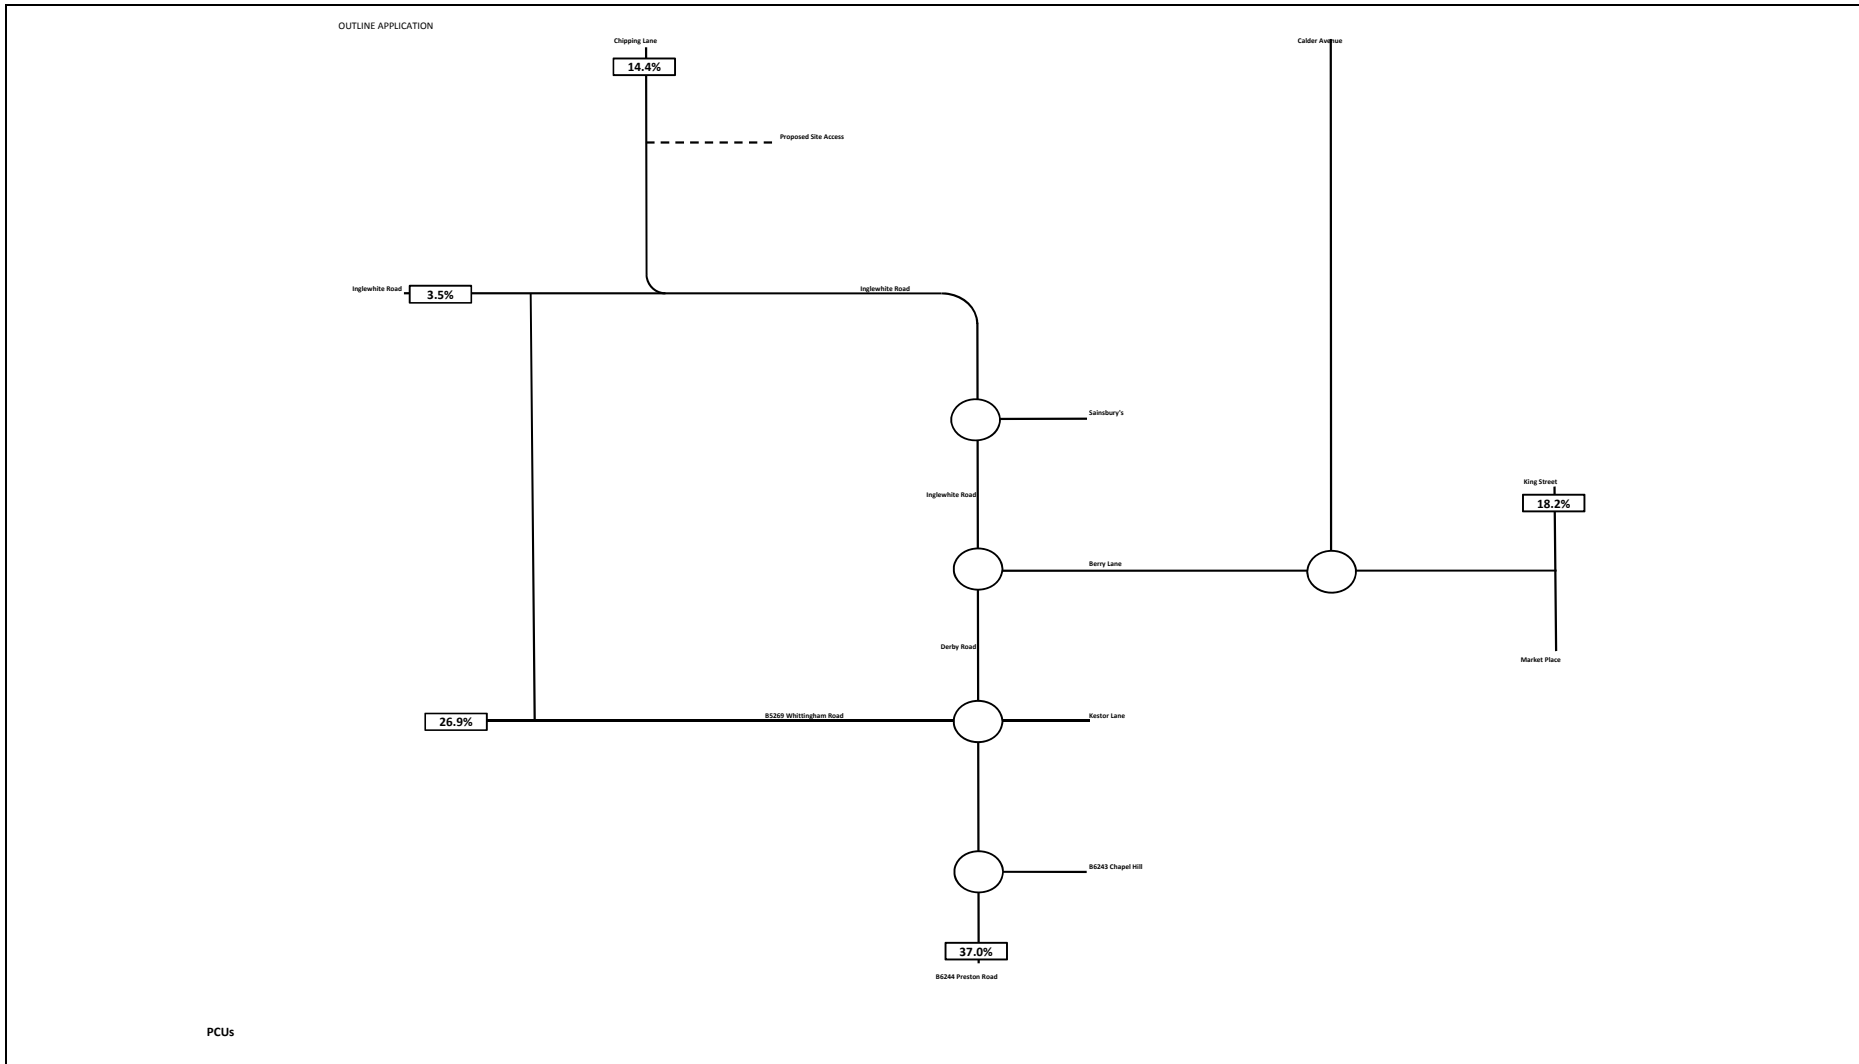 OUTLINE APPLICATION
Chipping Lane
Calder Avenue
14.4%
Proposed Site Access
Inglewhite Road
3.5%
Inglewhite Road
Sainsbury's
King Street
Inglewhite Road
18.2%
Berry Lane
Derby Road
Market Place
26.9%
B5269 Whittingham Road
Kestor Lane
B6243 Chapel Hill
37.0%
B6244 Preston Road
PCUs